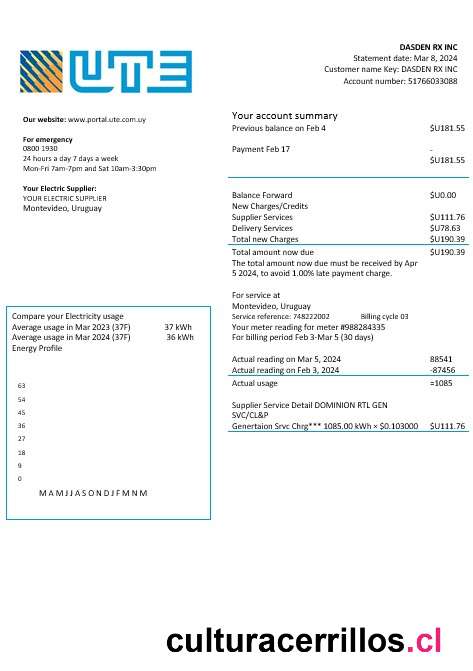 UTE
DASDEN RX INC
Statement date: Mar 8, 2024
Customer name Key: DASDEN RX INC
Account number: 51766033088
Our website: www.portal.ute.com.uy
For emergency
0800 1930
24 hours a day 7 days a week
Mon-Fri 7am-7pm and Sat 10am-3:30pm
Your Electric Supplier:
YOUR ELECTRIC SUPPLIER
Montevideo, Uruguay
Your account summary
Previous balance on Feb 4 $U181.55
Payment Feb 17 -
$U181.55
Balance Forward $U0.00
New Charges/Credits
Supplier Services $U111.76
Delivery Services $U78.63
Total new Charges $U190.39
Total amount now due $U190.39
The total amount now due must be received by Apr
5 2024, to avoid 1.00% late payment charge.
For service at
Montevideo, Uruguay
Service reference: 748222002 Billing cycle 03
Your meter reading for meter #988284335
For billing period Feb 3-Mar 5 (30 days)
Actual reading on Mar 5, 2024 88541
Actual reading on Feb 3, 2024 -87456
Actual usage =1085
Supplier Service Detail DOMINION RTL GEN
SVC/CL&P
Genertaion Srvc Chrg*** 1085.00 kWh × $0.103000 $U111.76
Compare your Electricity usage
Average usage in Mar 2023 (37F) 37 kWh
Average usage in Mar 2024 (37F) 36 kWh
Energy Profile
63
54
45
36
27
18
9
0
M A M J J A S O N D J F M N M
culturacerrillos.cl